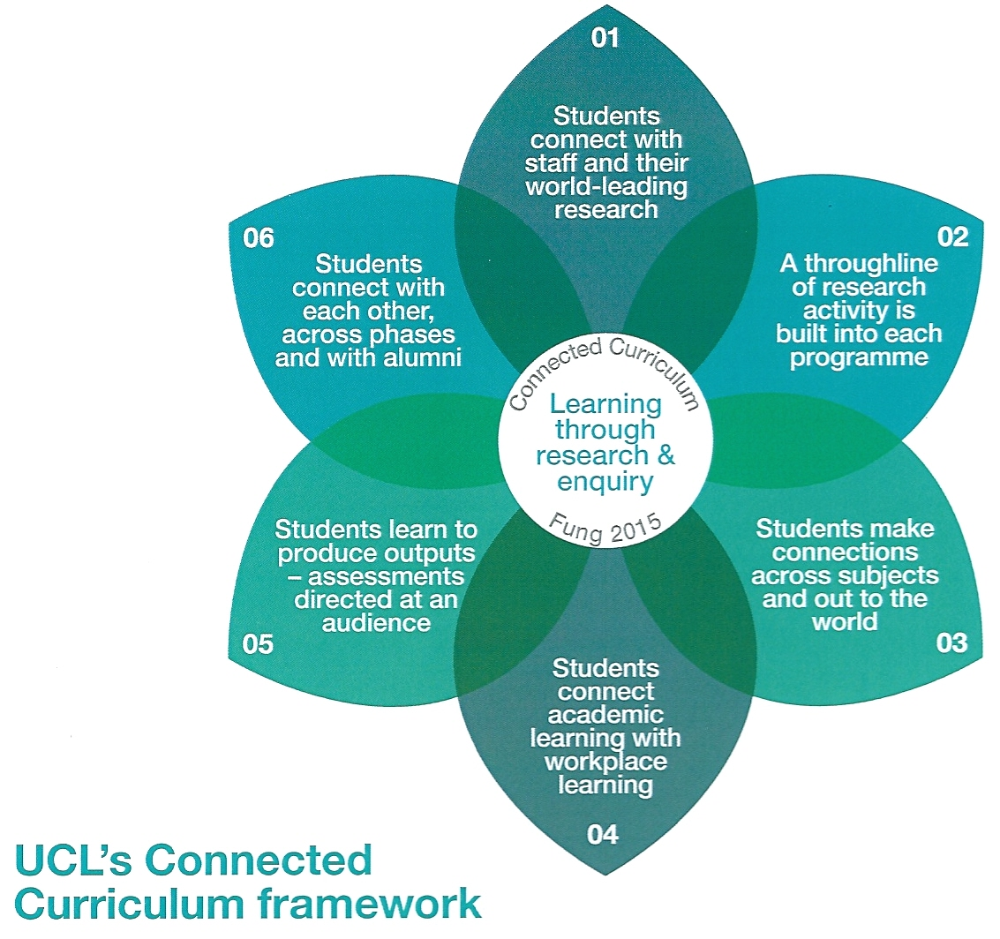 01
Students
connect with
staff and their
world-leading
research
02
A throughline
of research
activity is
built into each
programme
Students make
connections
across subjects
and out to the
world
03
Students
connect
academic
learning with
workplace
learning
04
Students learn to
produce outputs
– assessments
directed at an
audience
05
06
Students
connect with
each other,
across phases
and with alumni
Connected Curriculum
Learning
through
research &
enquiry
Fung 2015
UCL's Connected
Curriculum framework